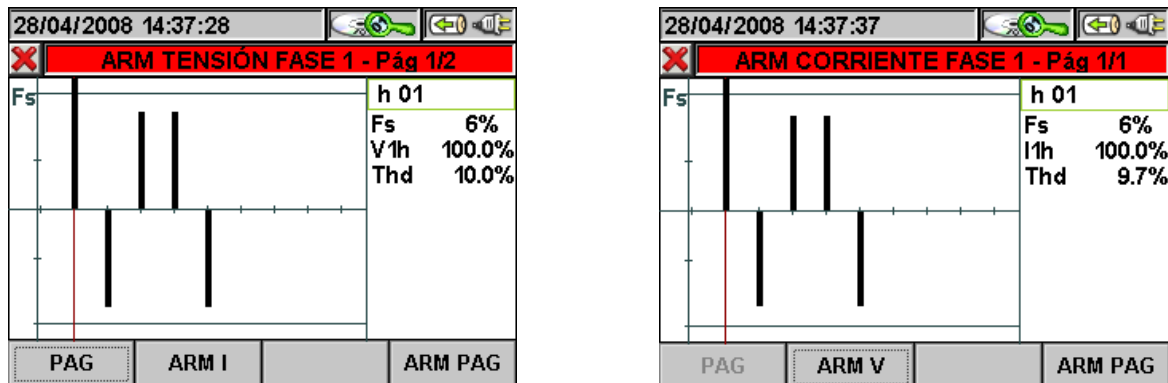 28/04/2008 14:37:28
ARM TENSIÓN FASE 1 - Pág 1/2
Fs
h 01
Fs 6%
V1h 100.0%
Thd 10.0%
PAG ARM I ARM PAG
28/04/2008 14:37:37
ARM CORRIENTE FASE 1 - Pág 1/1
Fs
h 01
Fs 6%
I1h 100.0%
Thd 9.7%
PAG ARM V ARM PAG